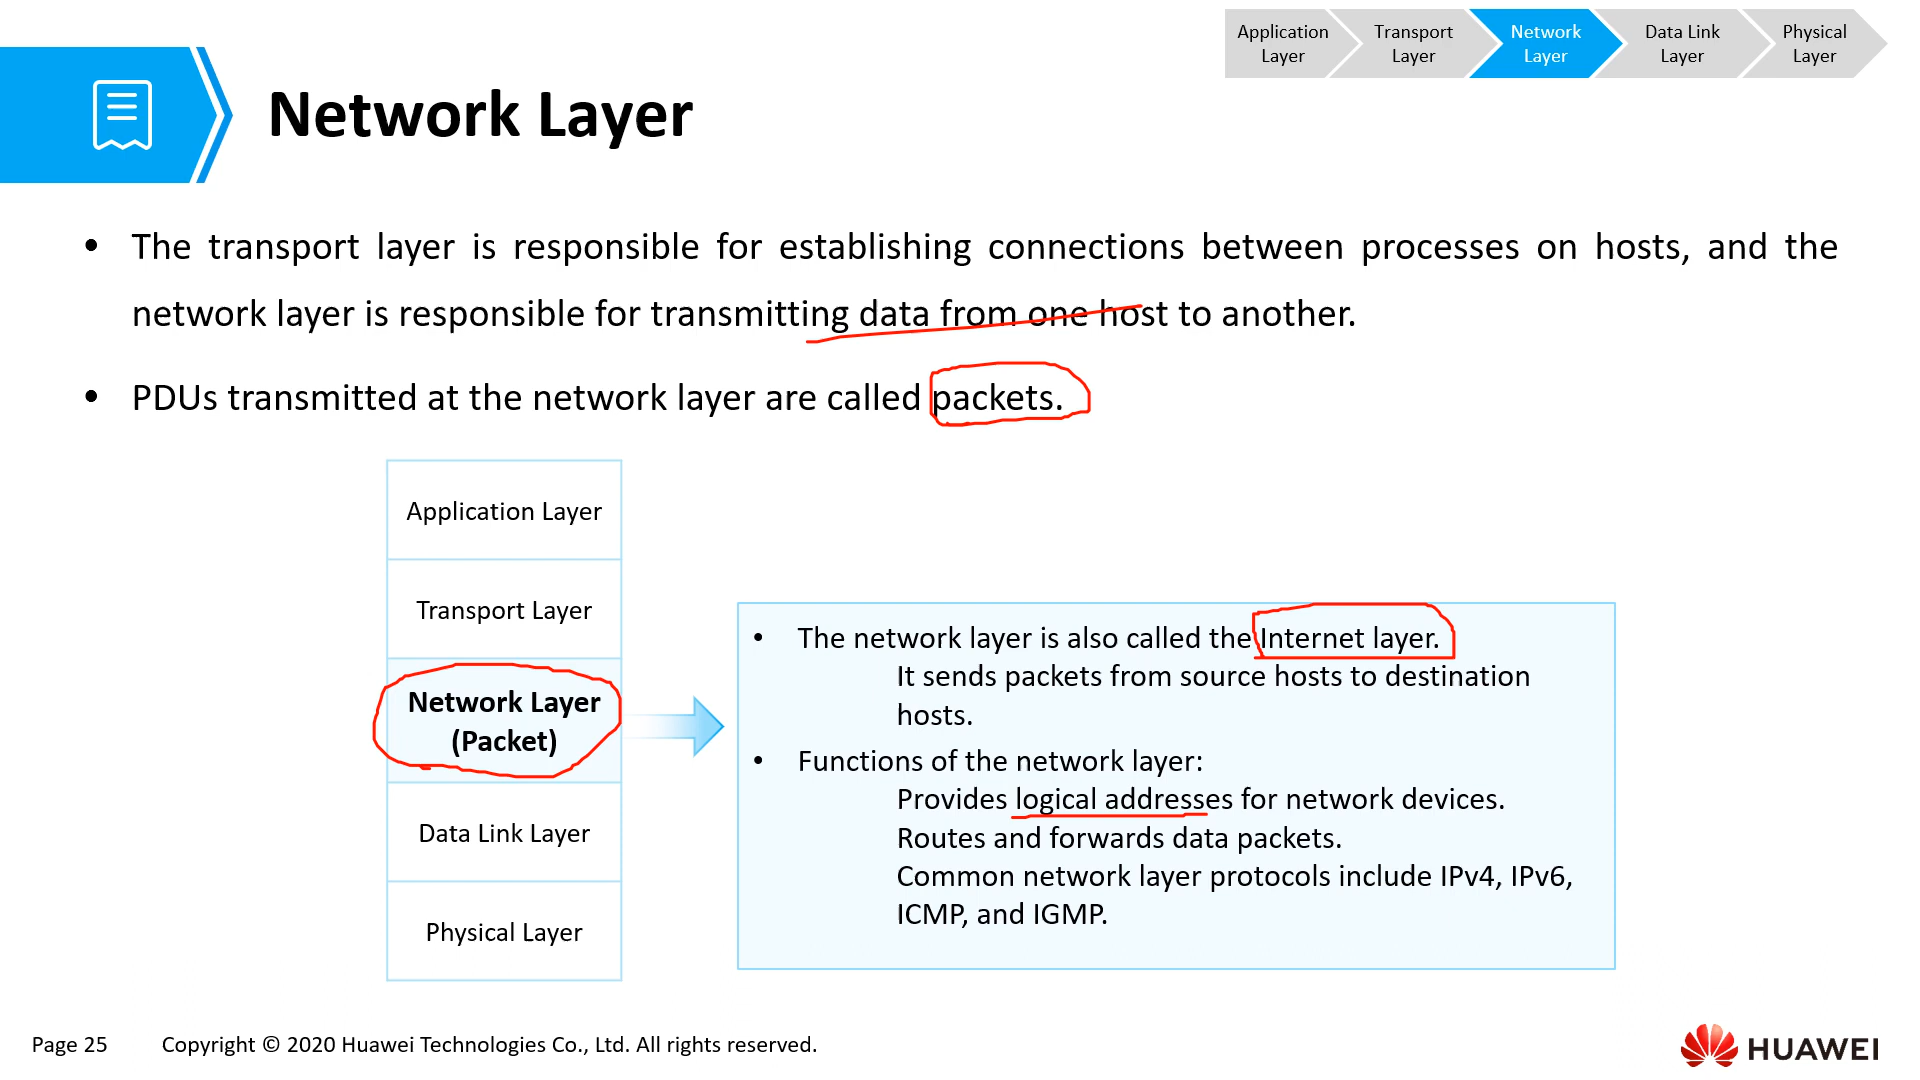 Application
Layer
Transport
Layer
Network
Layer
Data Link
Layer
Physical
Layer
Network Layer
• The transport layer is responsible for establishing connections between processes on hosts, and the
network layer is responsible for transmitting data from one host to another.
• PDUs transmitted at the network layer are called packets.
Application Layer
Transport Layer
Network Layer
(Packet)
Data Link Layer
Physical Layer
• The network layer is also called the Internet layer.
It sends packets from source hosts to destination
hosts.
• Functions of the network layer:
Provides logical addresses for network devices.
Routes and forwards data packets.
Common network layer protocols include IPv4, IPv6,
ICMP, and IGMP.
Page 25
Copyright © 2020 Huawei Technologies Co., Ltd. All rights reserved.
HUAWEI